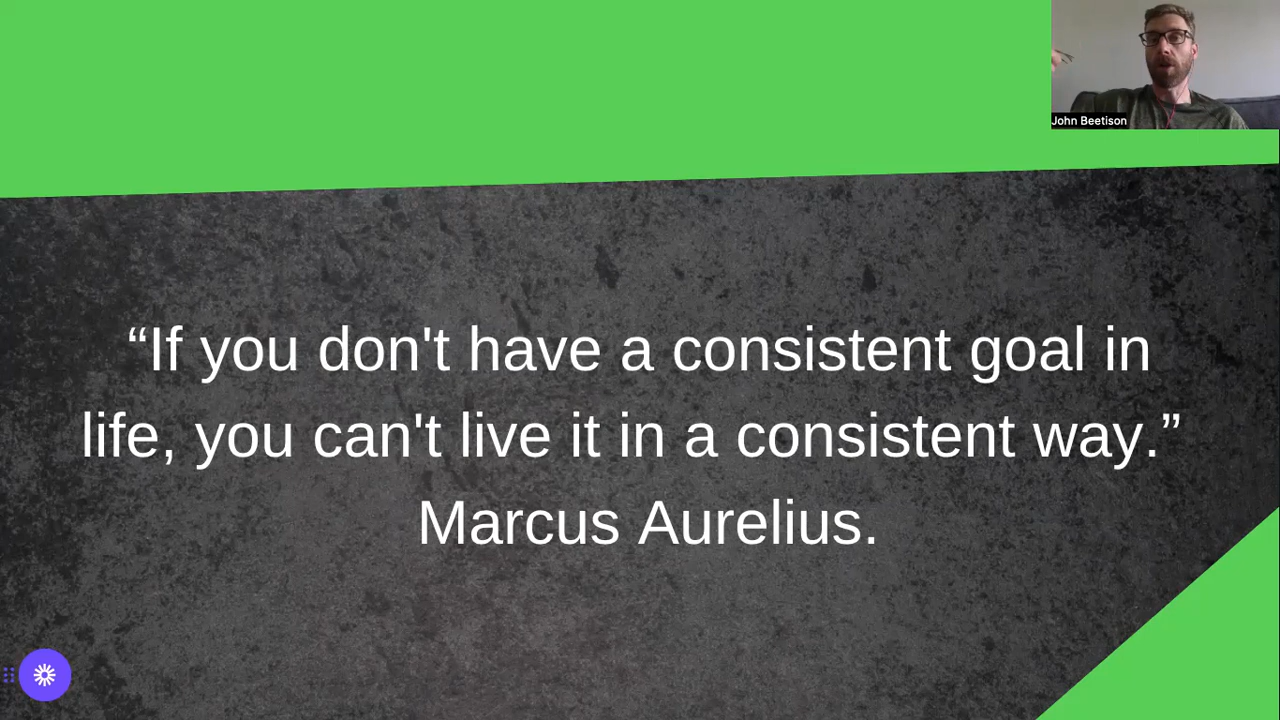 John Beetison
“If you don't have a consistent goal in
life, you can't live it in a consistent way.”
Marcus Aurelius.